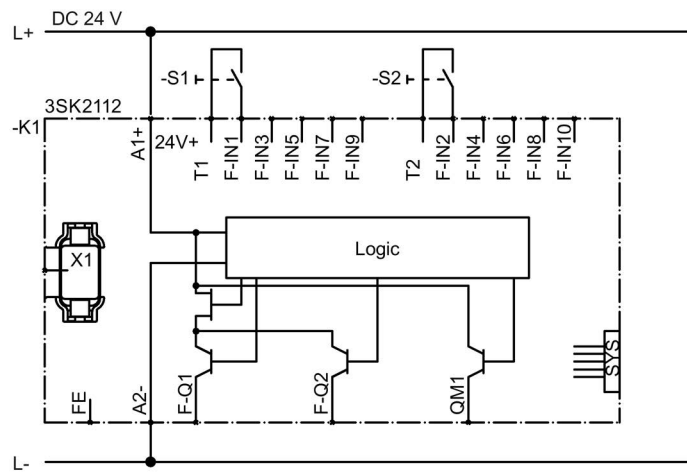 DC 24 V
L+
-S1
-S2
3SK2112
-K1
A1+
24V+
T1
F-IN1
F-IN3
F-IN5
F-IN7
F-IN9
T2
F-IN2
F-IN4
F-IN6
F-IN8
F-IN10
Logic
X1
SYS
FE
A2-
F-Q1
F-Q2
QM1
L-